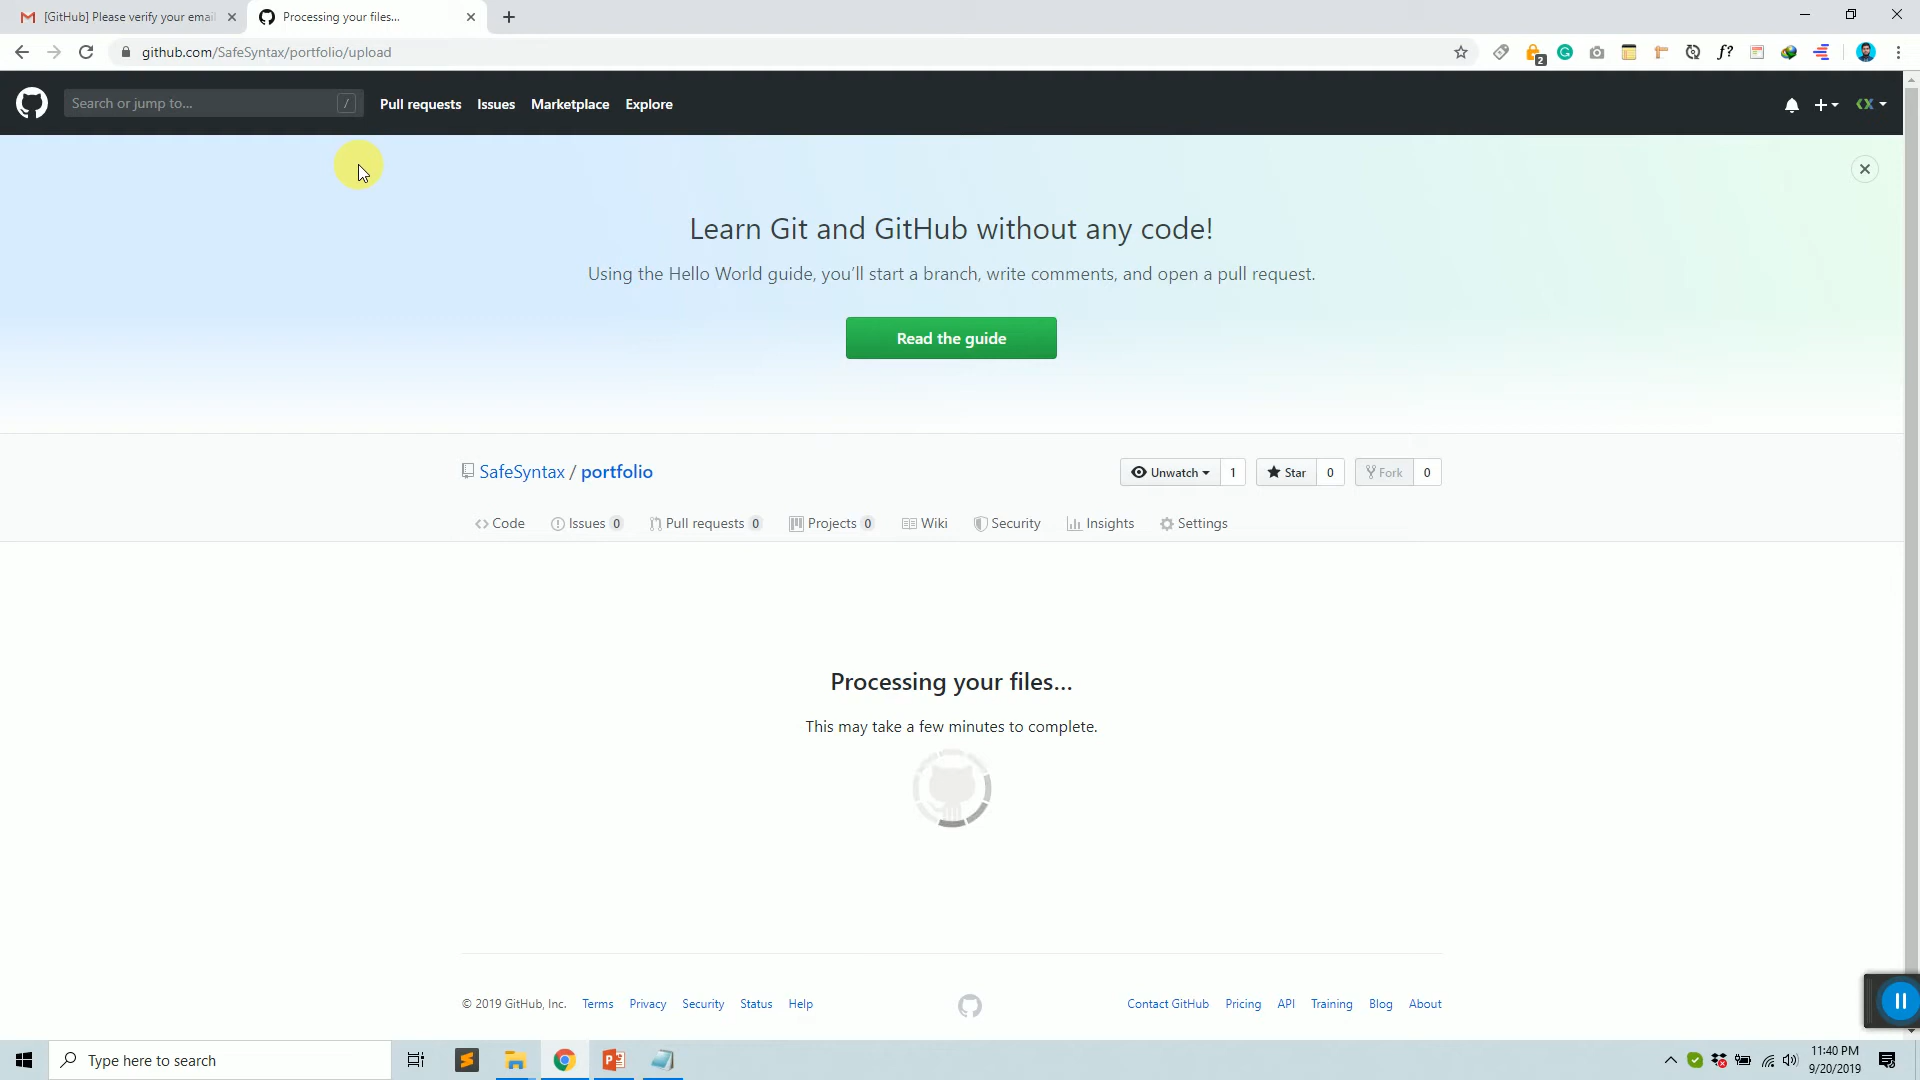 [GitHub] Please verify your email
Processing your files...
github.com/SafeSyntax/portfolio/upload
2
f?
Search or jump to...
/
Pull requests
Issues
Marketplace
Explore
Learn Git and GitHub without any code!
Using the Hello World guide, you’ll start a branch, write comments, and open a pull request.
Read the guide
SafeSyntax / portfolio
Unwatch 1
Star 0
Fork 0
Code
Issues 0
Pull requests 0
Projects 0
Wiki
Security
Insights
Settings
Processing your files…
This may take a few minutes to complete.
© 2019 GitHub, Inc.
Terms
Privacy
Security
Status
Help
Contact GitHub
Pricing
API
Training
Blog
About
Type here to search
11:40 PM
9/20/2019